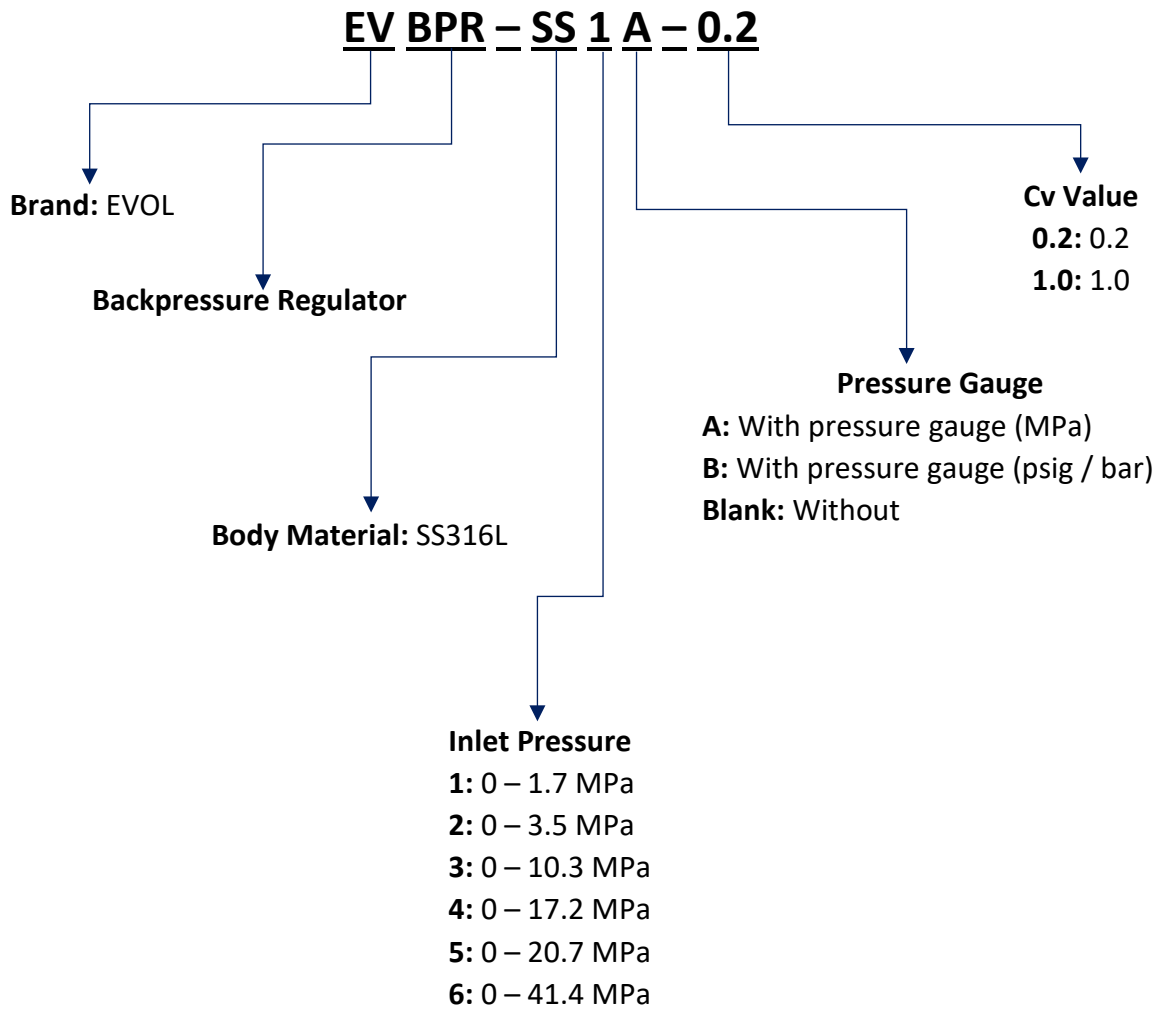 EV BPR – SS 1 A – 0.2
Brand: EVOL
Backpressure Regulator
Body Material: SS316L
Inlet Pressure
1: 0 – 1.7 MPa
2: 0 – 3.5 MPa
3: 0 – 10.3 MPa
4: 0 – 17.2 MPa
5: 0 – 20.7 MPa
6: 0 – 41.4 MPa
Pressure Gauge
A: With pressure gauge (MPa)
B: With pressure gauge (psig / bar)
Blank: Without
Cv Value
0.2: 0.2
1.0: 1.0